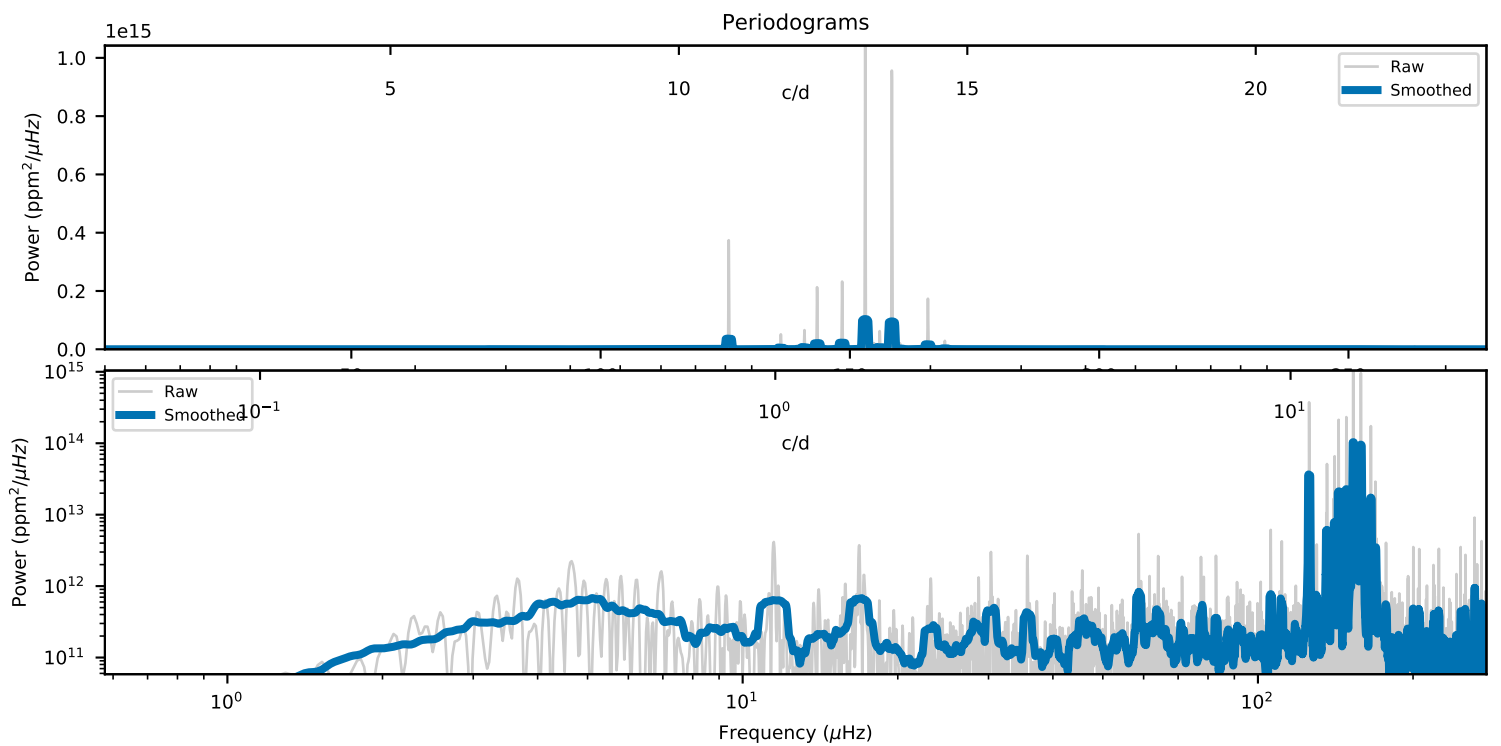 Periodograms
1e15
1.0
0.8
0.6
0.4
0.2
0.0
Power (ppm²/μHz)
5 10 15 20
c/d
Raw
Smoothed
10¹⁵
10¹⁴
10¹³
10¹²
10¹¹
Power (ppm²/μHz)
Raw
Smoothed
10⁻¹ 10⁰ 10¹
c/d
10⁰ 10¹ 10²
Frequency (μHz)